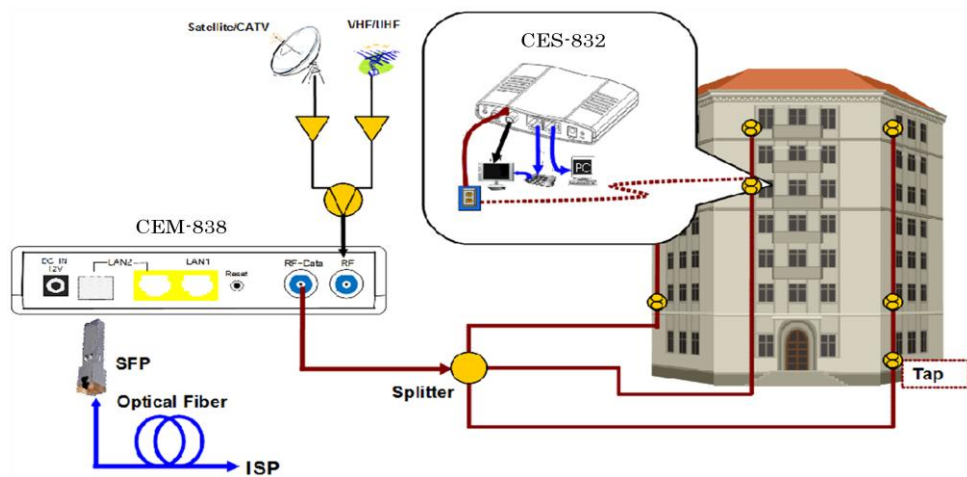 Satellite/CATV
VHF/UHF
CES-832
PC
CEM-838
DC IN
12V
LAN2
LAN1
Reset
RF-Data
RF
SFP
Optical Fiber
ISP
Splitter
Tap